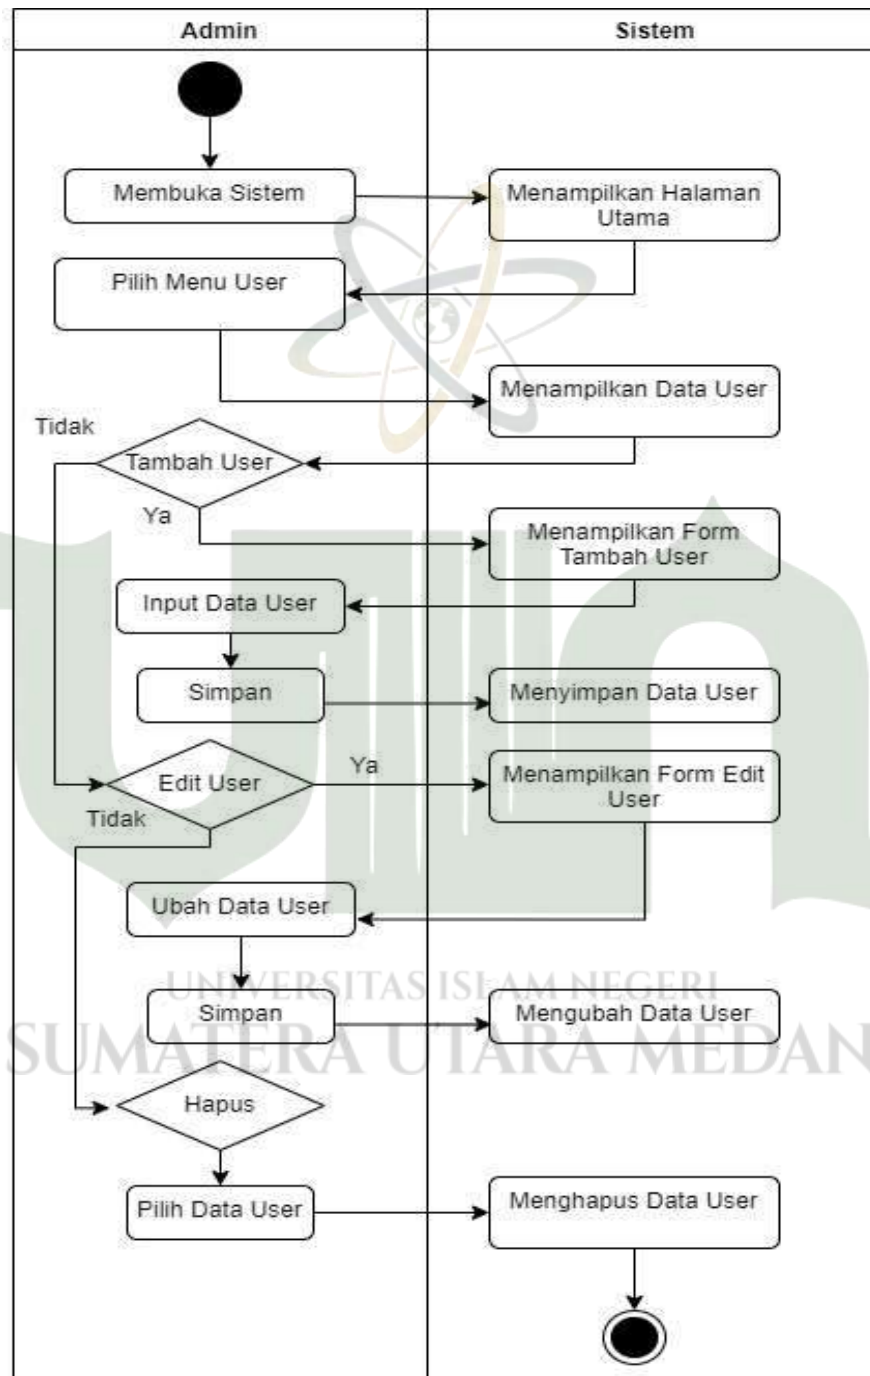 Admin
Sistem
Membuka Sistem
Menampilkan Halaman
Utama
Pilih Menu User
Menampilkan Data User
Tidak
Tambah User
Ya
Menampilkan Form
Tambah User
Input Data User
Simpan
Menyimpan Data User
Edit User
Ya
Menampilkan Form Edit
User
Tidak
Ubah Data User
UNIVERSITAS ISLAM NEGERI
Simpan
Mengubah Data User
SUMATERA UTARA MEDAN
Hapus
Pilih Data User
Menghapus Data User